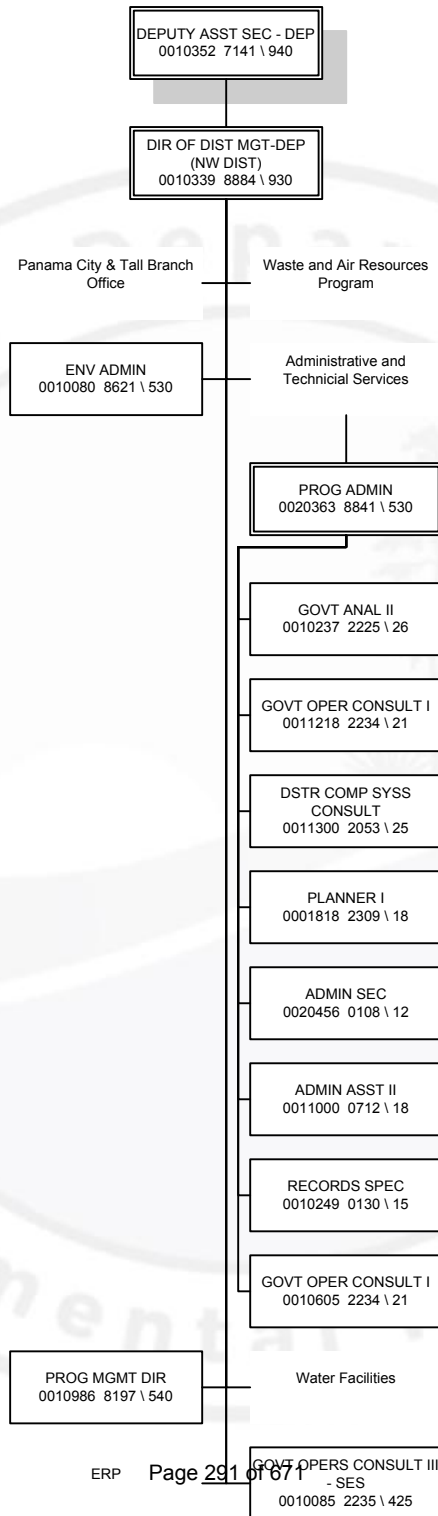 DEPUTY ASST SEC - DEP
0010352 7141 \ 940
DIR OF DIST MGT-DEP
(NW DIST)
0010339 8884 \ 930
Panama City & Tall Branch
Office
Waste and Air Resources
Program
ENV ADMIN
0010080 8621 \ 530
Administrative and
Technicial Services
PROG ADMIN
0020363 8841 \ 530
GOVT ANAL II
0010237 2225 \ 26
GOVT OPER CONSULT I
0011218 2234 \ 21
DSTR COMP SYSS
CONSULT
0011300 2053 \ 25
PLANNER I
0001818 2309 \ 18
ADMIN SEC
0020456 0108 \ 12
ADMIN ASST II
0011000 0712 \ 18
RECORDS SPEC
0010249 0130 \ 15
GOVT OPER CONSULT I
0010605 2234 \ 21
PROG MGMT DIR
0010986 8197 \ 540
Water Facilities
ERP
Page 291 of 671
GOVT OPERS CONSULT III
- SES
0010085 2235 \ 425